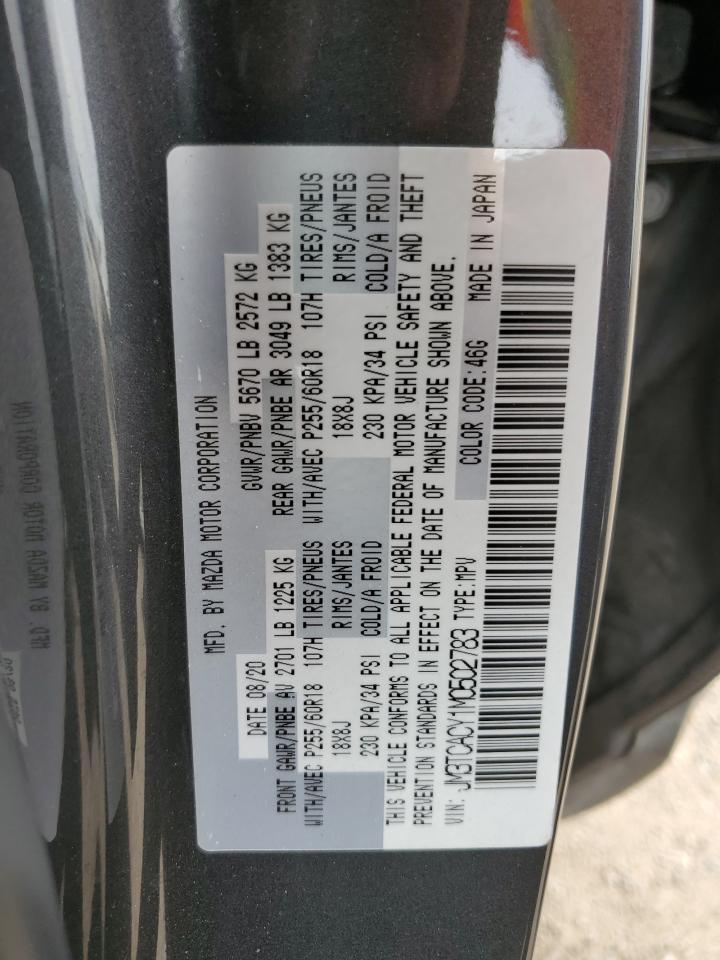 MFD. BY MAZDA MOTOR CORPORATION
DATE 08/20 GVWR/PNBV 5670 LB 2572 KG
FRONT GAWR/PNBE AV 2701 LB 1225 KG REAR GAWR/PNBE AR 3049 LB 1383 KG
WITH/AVEC P255/60R18 107H TIRES/PNEUS WITH/AVEC P255/60R18 107H TIRES/PNEUS
18X8J RIMS/JANTES 18X8J RIMS/JANTES
230 KPA/34 PSI COLD/A FROID 230 KPA/34 PSI COLD/A FROID
THIS VEHICLE CONFORMS TO ALL APPLICABLE FEDERAL MOTOR VEHICLE SAFETY AND THEFT
PREVENTION STANDARDS IN EFFECT ON THE DATE OF MANUFACTURE SHOWN ABOVE.
VIN: JM3TCACY1M0502783 TYPE:MPV COLOR CODE:46G MADE IN JAPAN